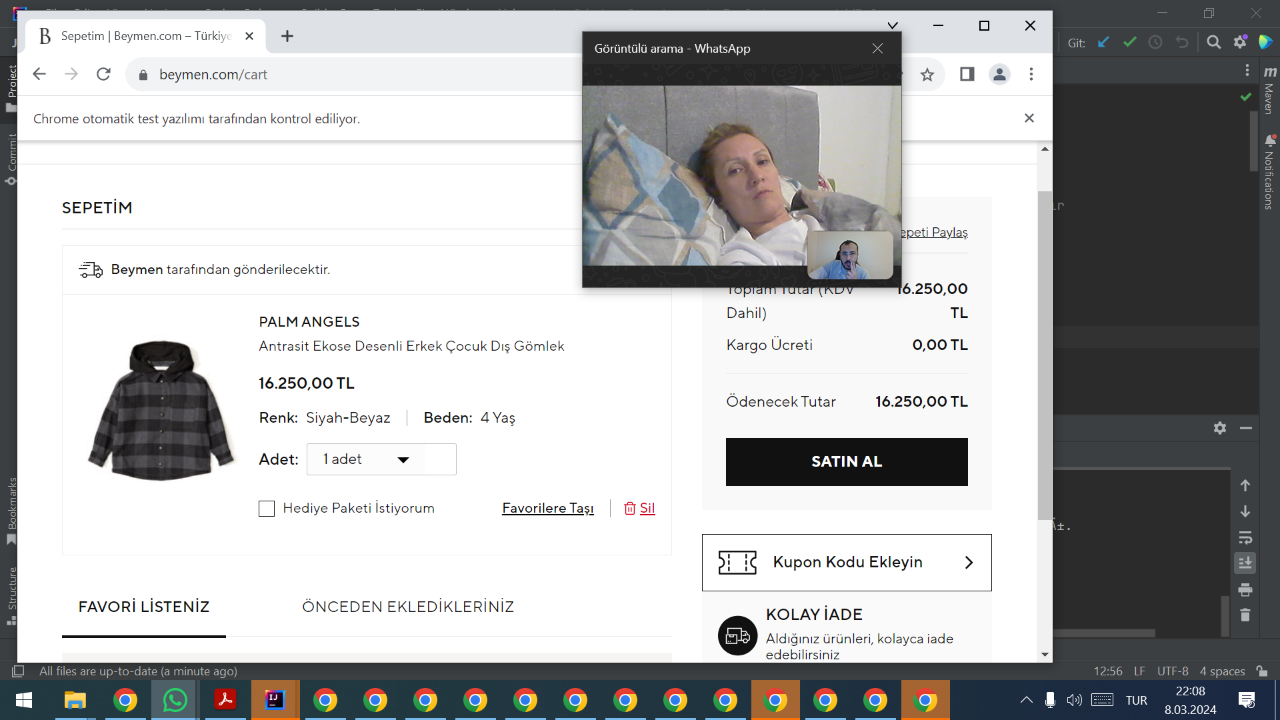 Sepetim | Beymen.com – Türkiye
Görüntülü arama - WhatsApp
Git:
beymen.com/cart
Chrome otomatik test yazılımı tarafından kontrol ediliyor.
Project
Commit
Bookmarks
Structure
Maven
Notifications
SEPETİM
Sepeti Paylaş
Beymen tarafından gönderilecektir.
PALM ANGELS
Antrasit Ekose Desenli Erkek Çocuk Dış Gömlek
16.250,00 TL
Renk: Siyah-Beyaz
Beden: 4 Yaş
Adet: 1 adet
Hediye Paketi İstiyorum
Favorilere Taşı
Sil
Toplam Tutar (KDV Dahil)
16.250,00 TL
Kargo Ücreti 0,00 TL
Ödenecek Tutar 16.250,00 TL
SATIN AL
Kupon Kodu Ekleyin
KOLAY İADE
Aldığınız ürünleri, kolayca iade
edebilirsiniz
FAVORİ LİSTENİZ
ÖNCEDEN EKLEDİKLERİNİZ
All files are up-to-date (a minute ago)
12:56 LF UTF-8 4 spaces
TUR
22:08
8.03.2024